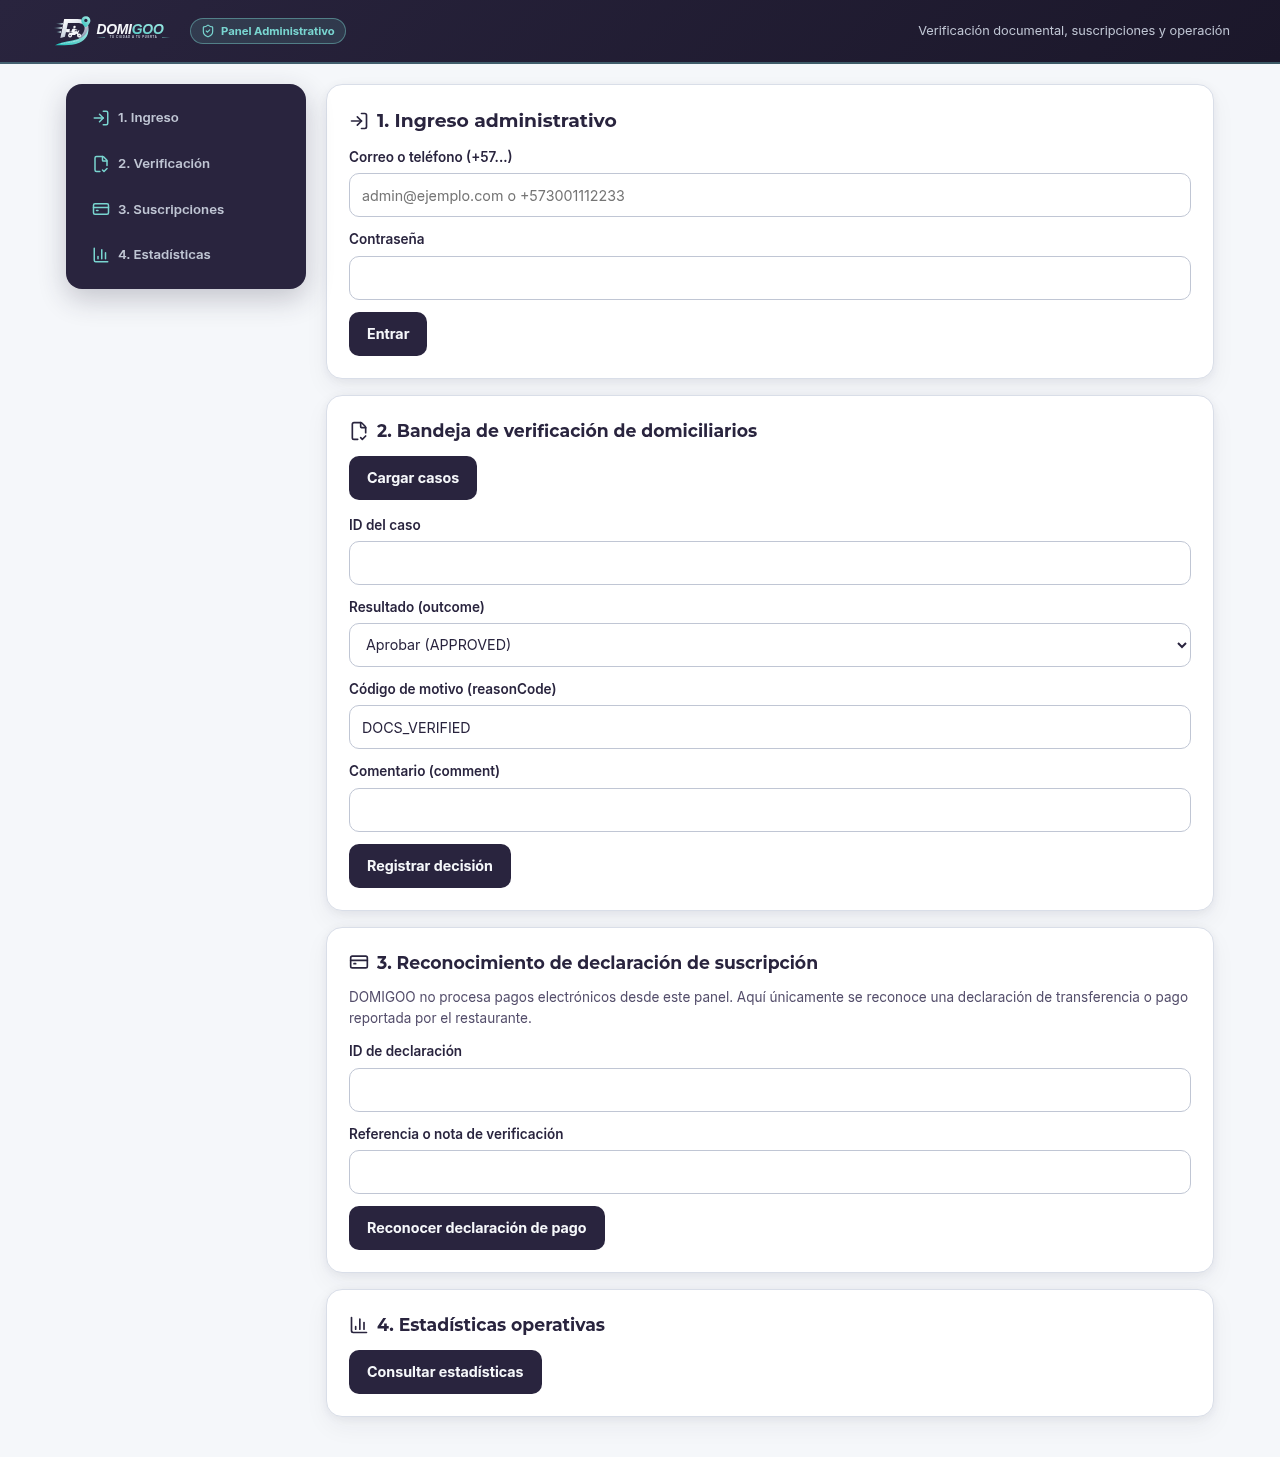 DOMIGOO
TU CIUDAD A TU PUERTA
Panel Administrativo
Verificación documental, suscripciones y operación
1. Ingreso
2. Verificación
3. Suscripciones
4. Estadísticas
1. Ingreso administrativo
Correo o teléfono (+57...)
admin@ejemplo.com o +573001112233
Contraseña
Entrar
2. Bandeja de verificación de domiciliarios
Cargar casos
ID del caso
Resultado (outcome)
Aprobar (APPROVED)
Código de motivo (reasonCode)
DOCS_VERIFIED
Comentario (comment)
Registrar decisión
3. Reconocimiento de declaración de suscripción
DOMIGOO no procesa pagos electrónicos desde este panel. Aquí únicamente se reconoce una declaración de transferencia o pago
reportada por el restaurante.
ID de declaración
Referencia o nota de verificación
Reconocer declaración de pago
4. Estadísticas operativas
Consultar estadísticas